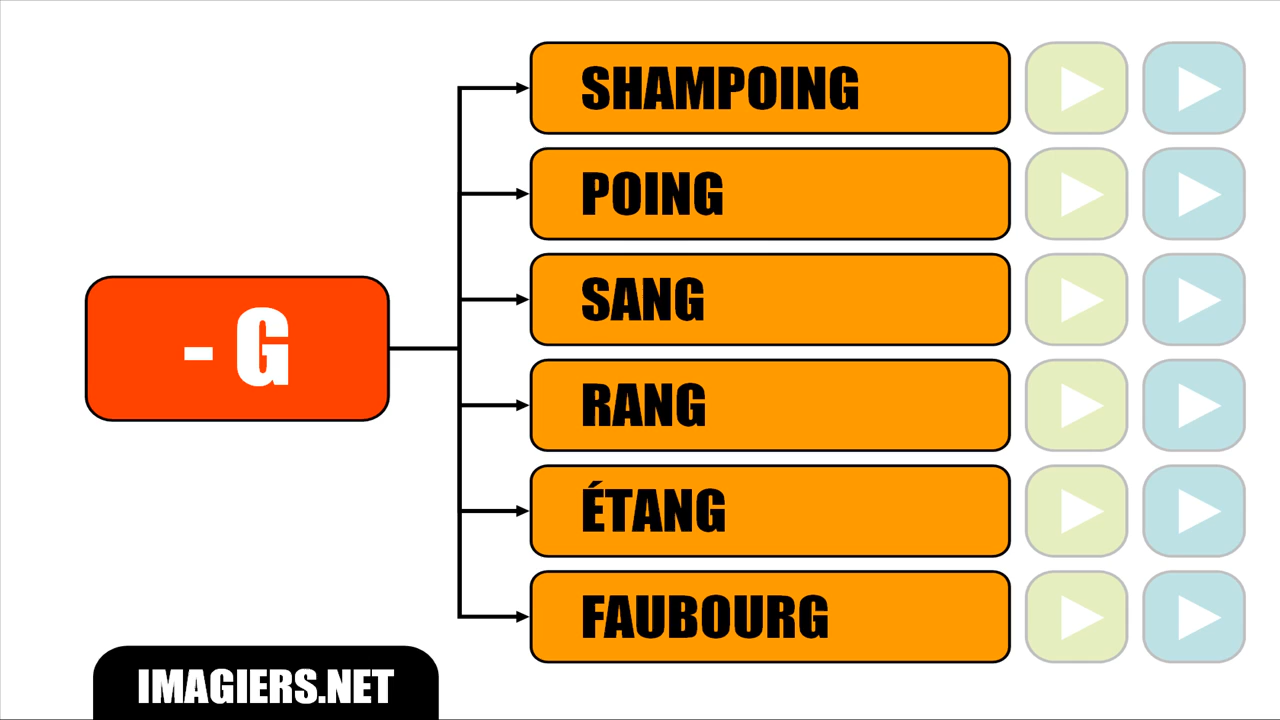 - G
SHAMPOING
POING
SANG
RANG
ÉTANG
FAUBOURG
IMAGIERS.NET